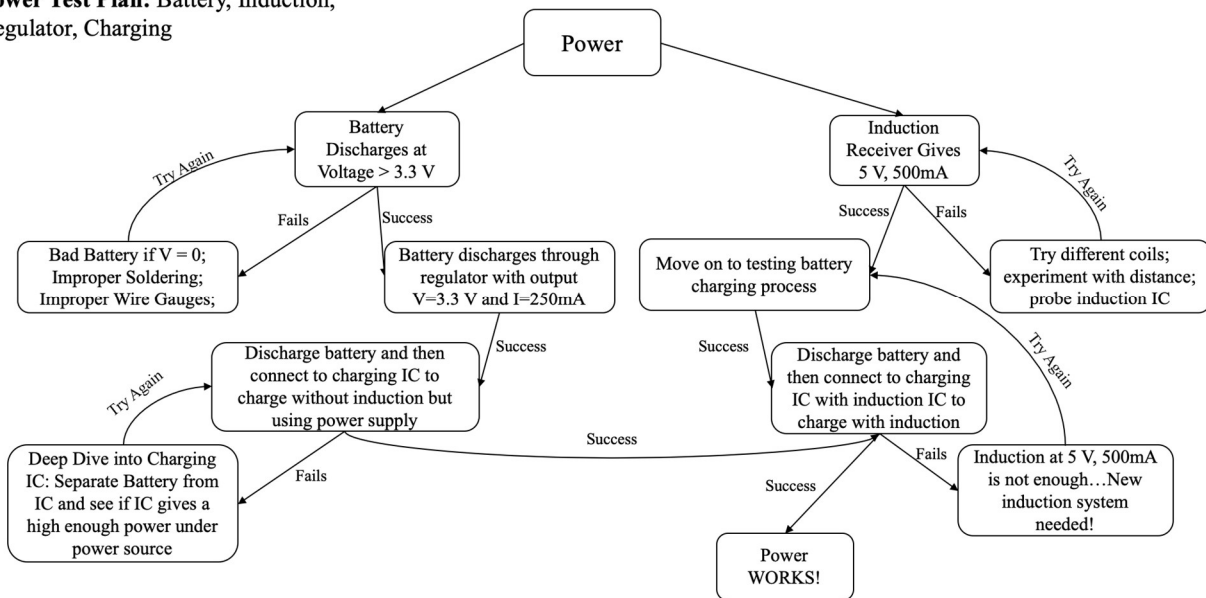 Power Test Plan: Battery, Induction,
Regulator, Charging
Power
Battery
Discharges at
Voltage > 3.3 V
Induction
Receiver Gives
5 V, 500mA
Try Again
Try Again
Fails
Success
Success
Fails
Bad Battery if V = 0;
Improper Soldering;
Improper Wire Gauges;
Battery discharges through
regulator with output
V=3.3 V and I=250mA
Move on to testing battery
charging process
Try different coils;
experiment with distance;
probe induction IC
Success
Success
Try Again
Try Again
Discharge battery and then
connect to charging IC to
charge without induction but
using power supply
Discharge battery and
then connect to charging
IC with induction IC to
charge with induction
Success
Fails
Fails
Success
Deep Dive into Charging
IC: Separate Battery from
IC and see if IC gives a
high enough power under
power source
Induction at 5 V, 500mA
is not enough…New
induction system
needed!
Power
WORKS!